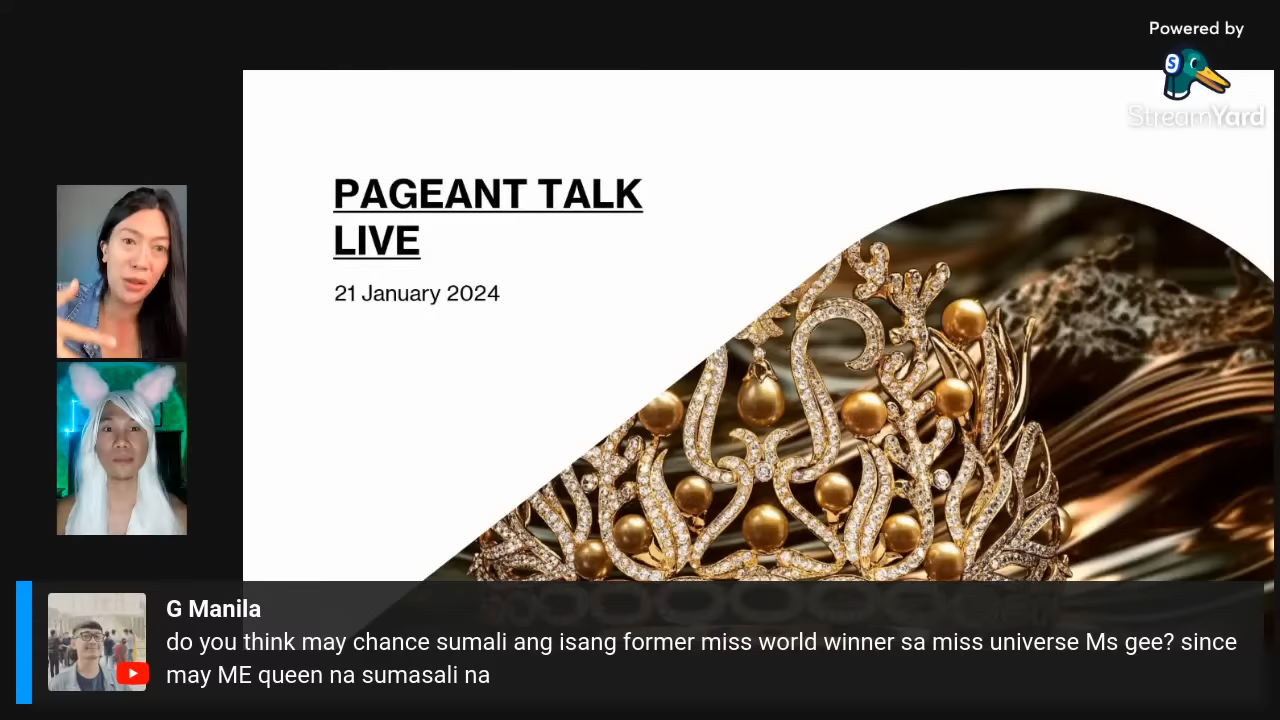 Powered by
StreamYard
PAGEANT TALK
LIVE
21 January 2024
G Manila
do you think may chance sumali ang isang former miss world winner sa miss universe Ms gee? since
may ME queen na sumasali na